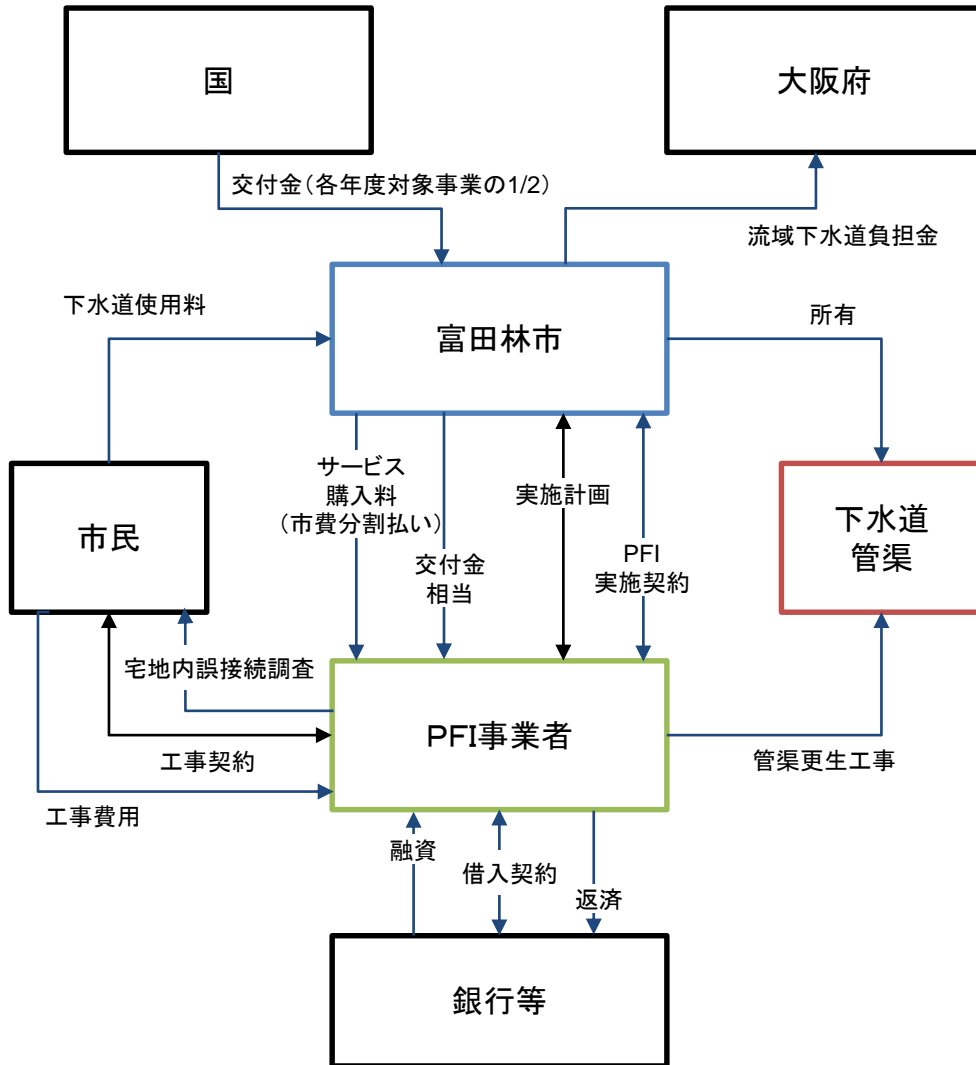 国
大阪府
交付金（各年度対象事業の1/2）
流域下水道負担金
下水道使用料
富田林市
所有
サービス
購入料
（市費分割払い）
実施計画
市民
下水道
管渠
交付金
相当
PFI
実施契約
宅地内誤接続調査
PFI事業者
工事契約
管渠更生工事
工事費用
融資
借入契約
返済
銀行等